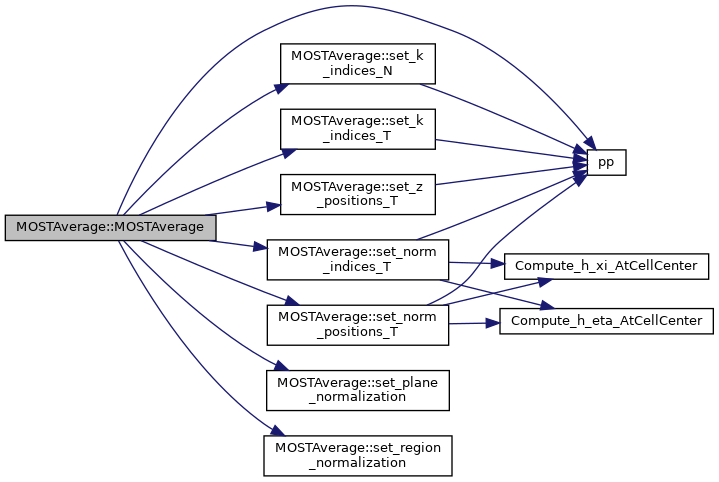 MOSTAverage::MOSTAverage
MOSTAverage::set_k
_indices_N
MOSTAverage::set_k
_indices_T
MOSTAverage::set_z
_positions_T
MOSTAverage::set_norm
_indices_T
MOSTAverage::set_norm
_positions_T
MOSTAverage::set_plane
_normalization
MOSTAverage::set_region
_normalization
pp
Compute_h_xi_AtCellCenter
Compute_h_eta_AtCellCenter